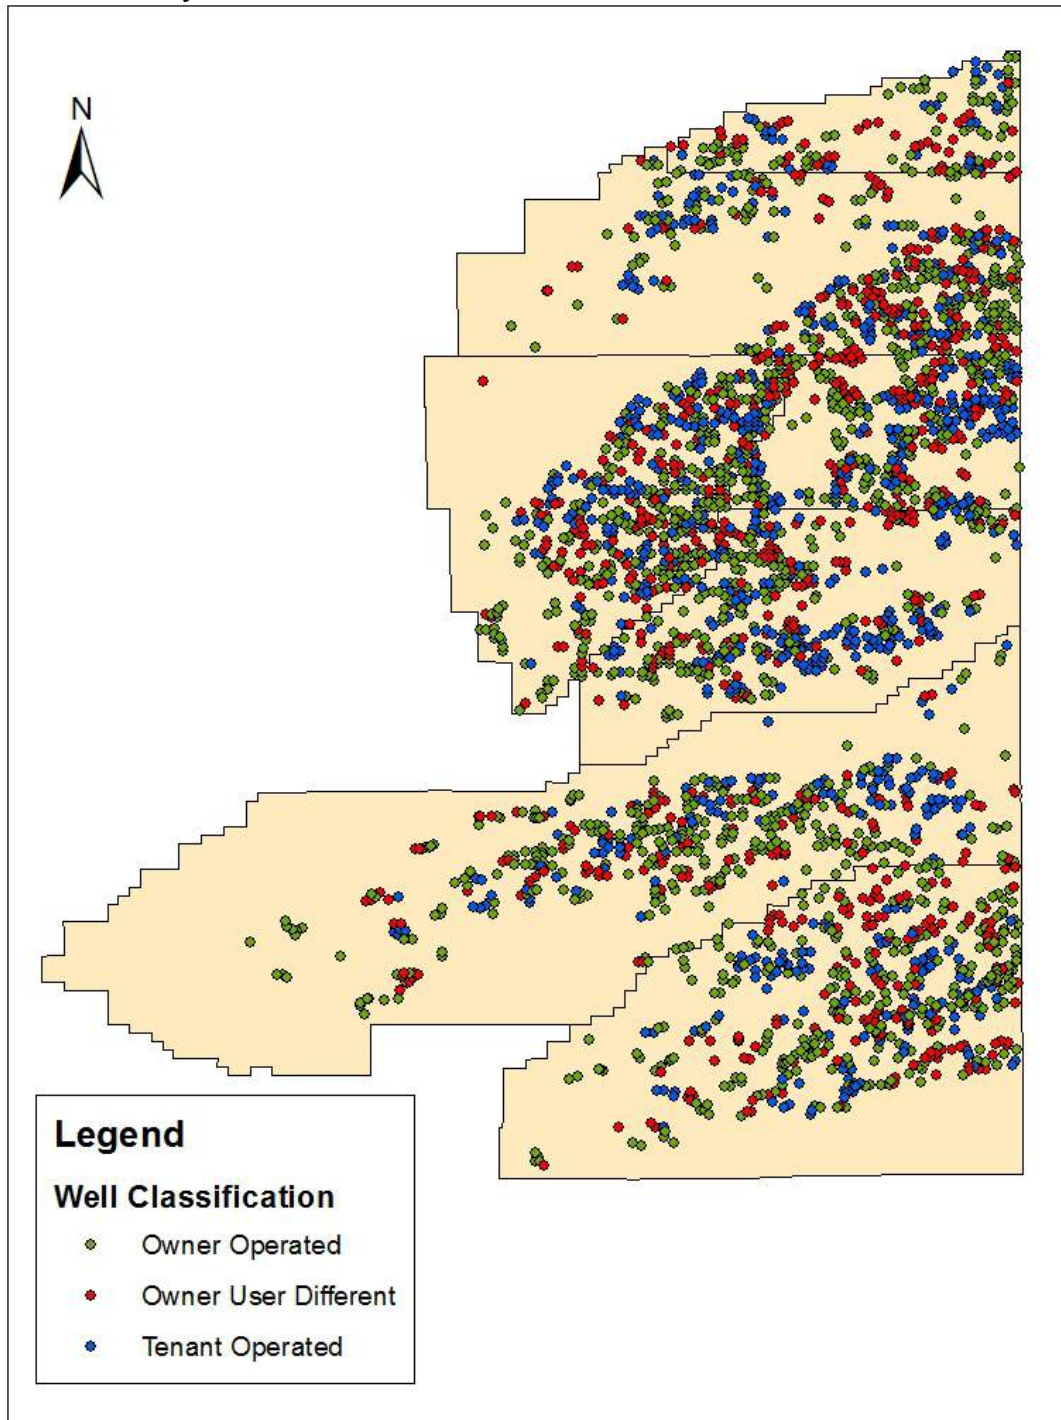 N
Legend
Well Classification
Owner Operated
Owner User Different
Tenant Operated